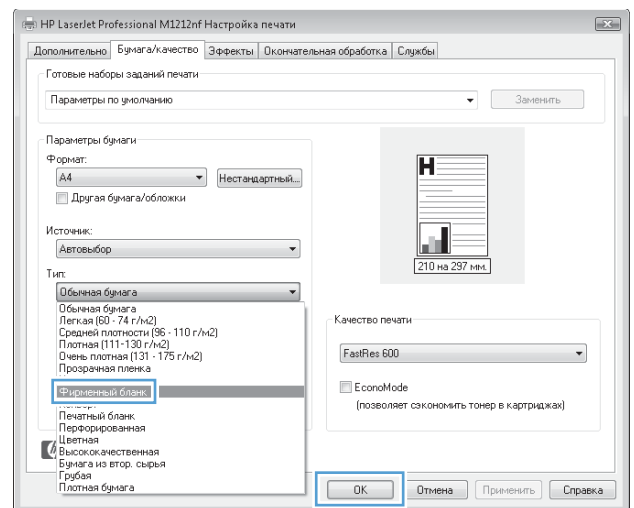 HP LaserJet Professional M1212nf Настройка печати
Дополнительно Бумага/качество Эффекты Окончательная обработка Службы
Готовые наборы заданий печати
Параметры по умолчанию Заменить
Параметры бумаги
Формат:
A4 Нестандартный...
Другая бумага/обложки
Источник:
Автовыбор
Тип:
Обычная бумага
Обычная бумага
Легкая (60 - 74 г/м2)
Средней плотности (96 - 110 г/м2)
Плотная (111-130 г/м2)
Очень плотная (131 - 175 г/м2)
Прозрачная пленка
Фирменный бланк
Печатный бланк
Перфорированная
Цветная
Высококачественная
Бумага из втор. сырья
Грубая
Плотная бумага
H
210 на 297 мм.
Качество печати
FastRes 600
EconoMode
(позволяет сэкономить тонер в картриджах)
OK Отмена Применить Справка